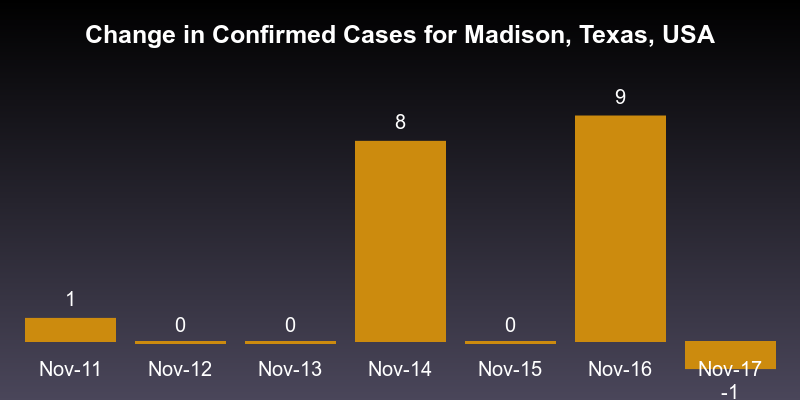 Change in Confirmed Cases for Madison, Texas, USA
9
8
1
0
0
0
Nov-11
Nov-12
Nov-13
Nov-14
Nov-15
Nov-16
Nov-17
-1